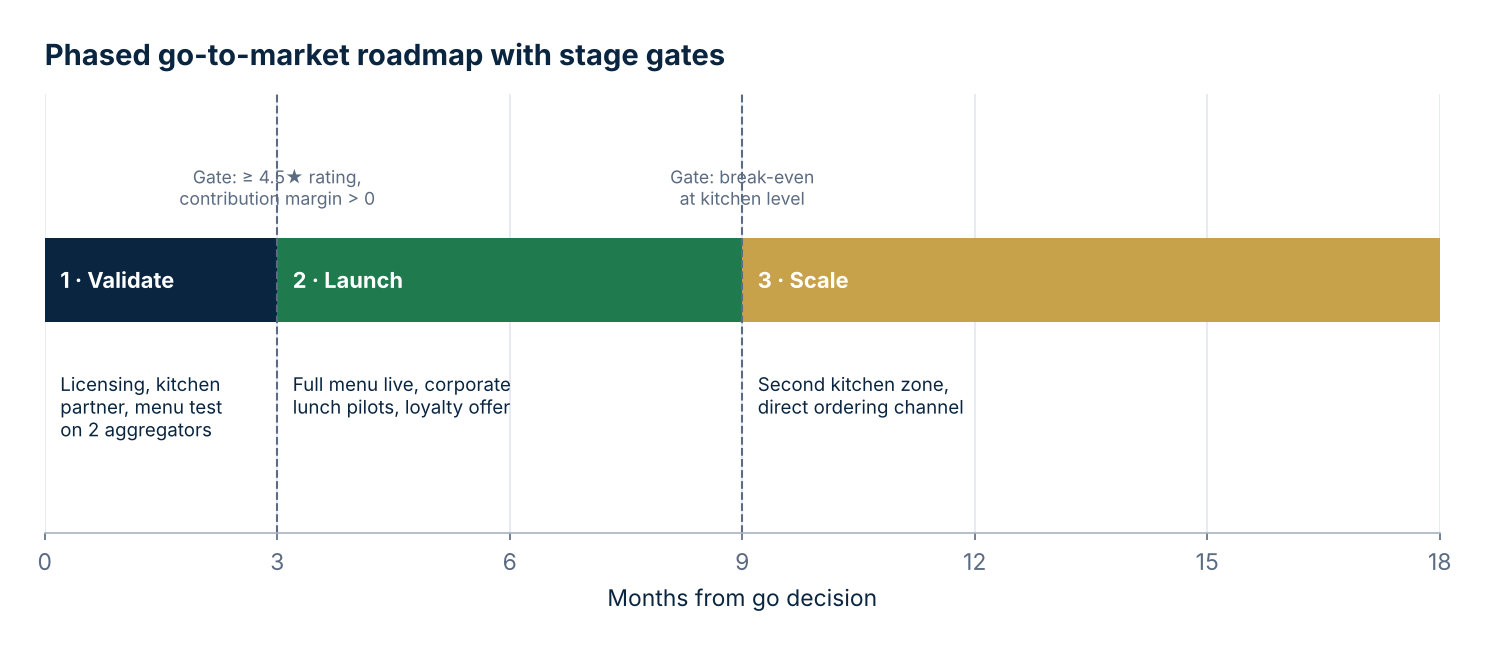 Phased go-to-market roadmap with stage gates
Gate: ≥ 4.5★ rating,
contribution margin > 0
Gate: break-even
at kitchen level
1 · Validate
2 · Launch
3 · Scale
Licensing, kitchen
partner, menu test
on 2 aggregators
Full menu live, corporate
lunch pilots, loyalty offer
Second kitchen zone,
direct ordering channel
0 3 6 9 12 15 18
Months from go decision